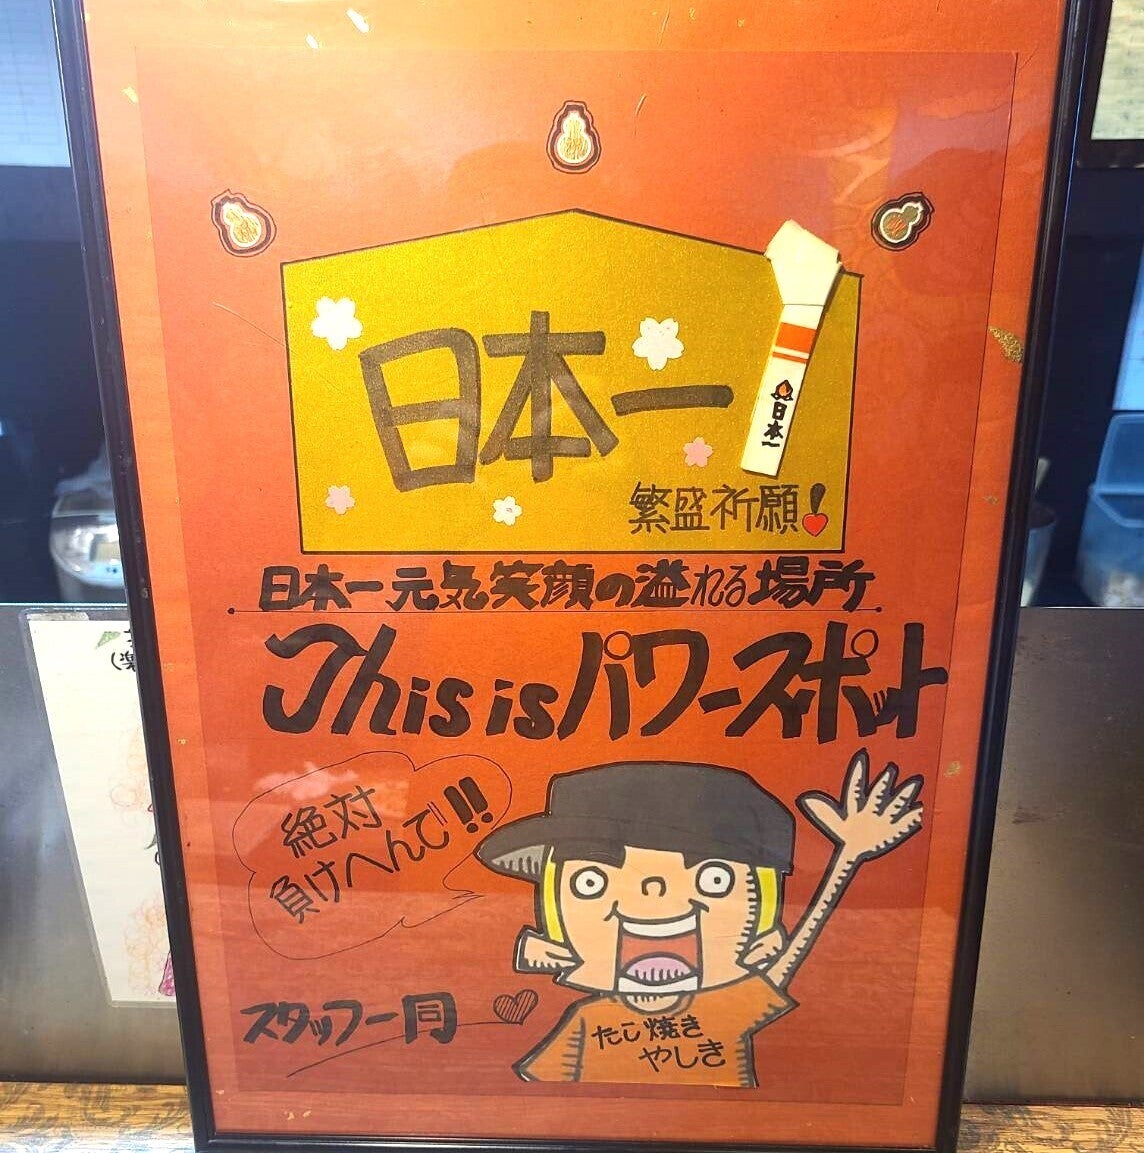 日本一
日本一
繁盛祈願!
日本一元気笑顔の溢れる場所
This isパワースポット
絶対
負けへんで!!
スタッフ一同
たこ焼き
やしき